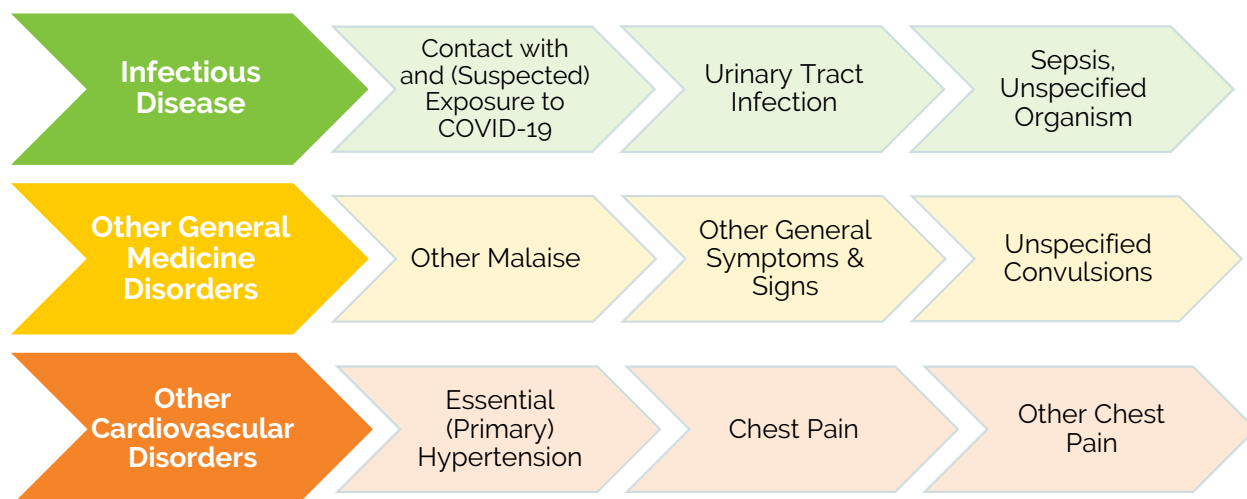 Infectious
Disease
Contact with
and (Suspected)
Exposure to
COVID-19
Urinary Tract
Infection
Sepsis,
Unspecified
Organism
Other General
Medicine
Disorders
Other Malaise
Other General
Symptoms &
Signs
Unspecified
Convulsions
Other
Cardiovascular
Disorders
Essential
(Primary)
Hypertension
Chest Pain
Other Chest
Pain